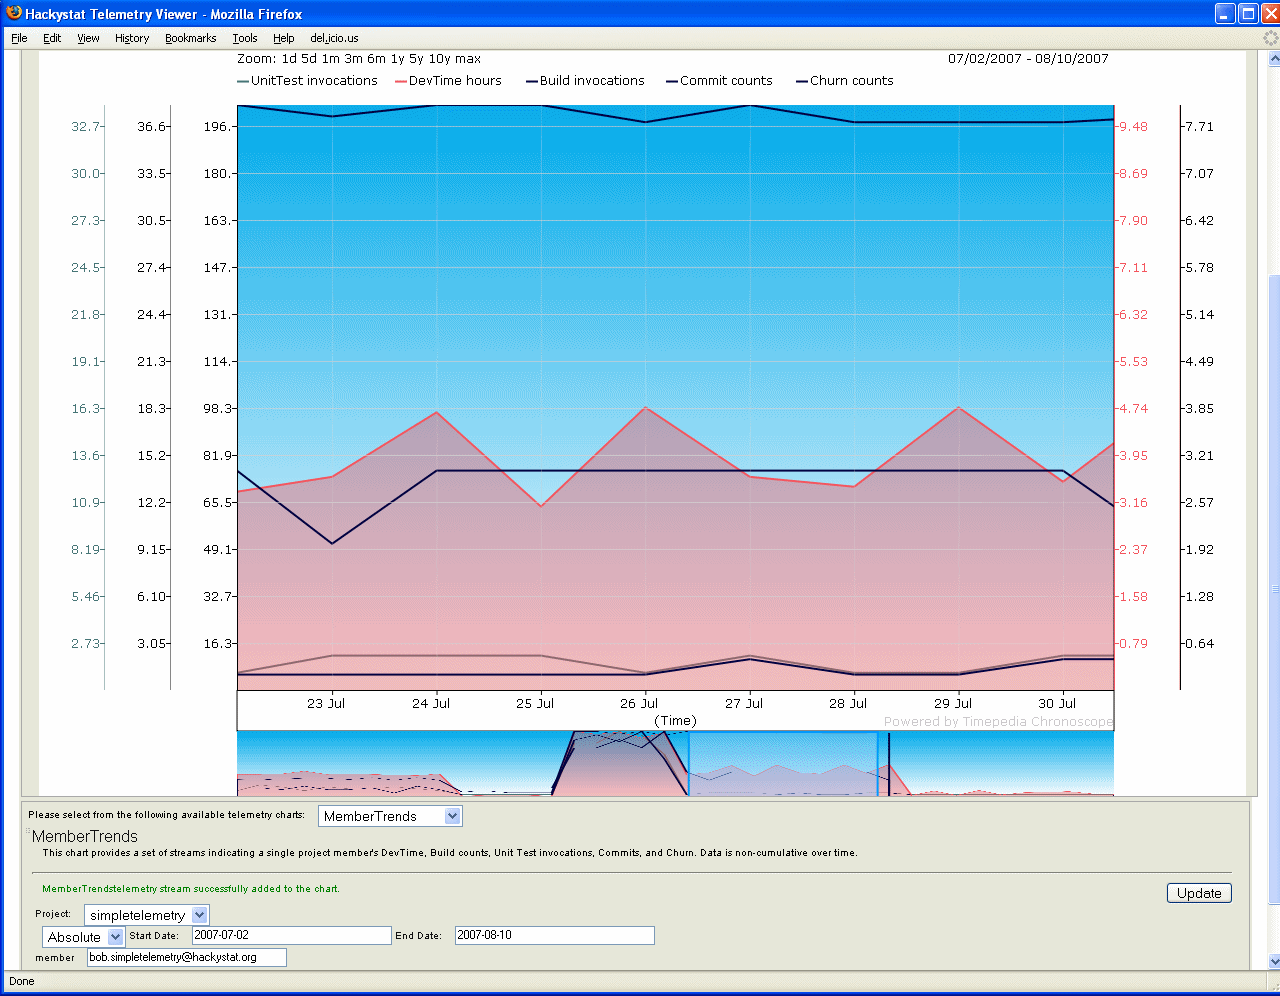 Hackystat Telemetry Viewer - Mozilla Firefox
File Edit View History Bookmarks Tools Help del.icio.us
Zoom: 1d 5d 1m 3m 6m 1y 5y 10y max 07/02/2007 - 08/10/2007
UnitTest invocations DevTime hours Build invocations Commit counts Churn counts
32.7 36.6 196. 9.48 7.71
30.0 33.5 180. 8.69 7.07
27.3 30.5 163. 7.90 6.42
24.5 27.4 147. 7.11 5.78
21.8 24.4 131. 6.32 5.14
19.1 21.3 114. 5.53 4.49
16.3 18.3 98.3 4.74 3.85
13.6 15.2 81.9 3.95 3.21
10.9 12.2 65.5 3.16 2.57
8.19 9.15 49.1 2.37 1.92
5.46 6.10 32.7 1.58 1.28
2.73 3.05 16.3 0.79 0.64
23 Jul 24 Jul 25 Jul 26 Jul 27 Jul 28 Jul 29 Jul 30 Jul
(Time) Powered by Timepedia Chronoscope
Please select from the following available telemetry charts: MemberTrends
MemberTrends
This chart provides a set of streams indicating a single project member's DevTime, Build counts, Unit Test invocations, Commits, and Churn. Data is non-cumulative over time.
MemberTrendstelemetry stream successfully added to the chart.
Update
Project: simpletelemetry
Absolute Start Date: 2007-07-02 End Date: 2007-08-10
member bob.simpletelemetry@hackystat.org
Done